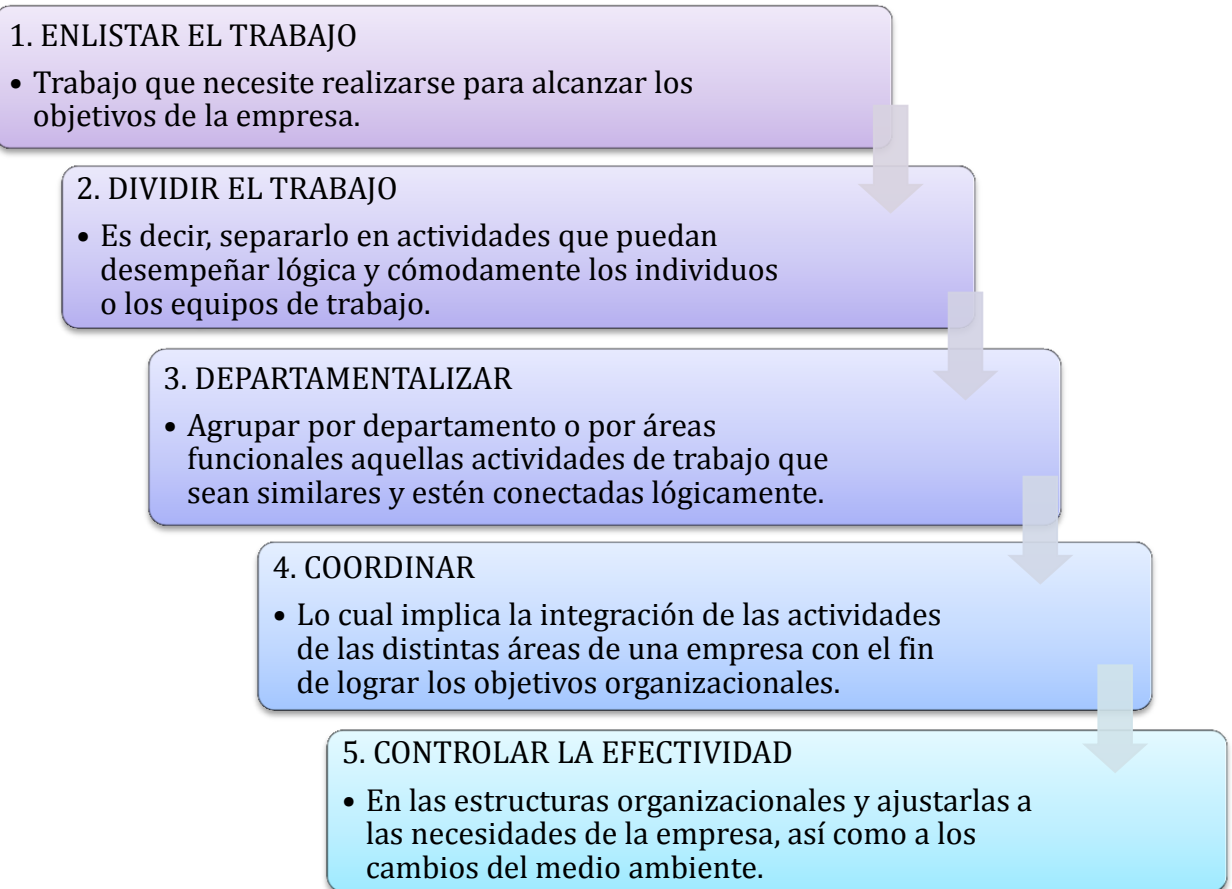 1. ENLISTAR EL TRABAJO
• Trabajo que necesite realizarse para alcanzar los
objetivos de la empresa.
2. DIVIDIR EL TRABAJO
• Es decir, separarlo en actividades que puedan
desempeñar lógica y cómodamente los individuos
o los equipos de trabajo.
3. DEPARTAMENTALIZAR
• Agrupar por departamento o por áreas
funcionales aquellas actividades de trabajo que
sean similares y estén conectadas lógicamente.
4. COORDINAR
• Lo cual implica la integración de las actividades
de las distintas áreas de una empresa con el fin
de lograr los objetivos organizacionales.
5. CONTROLAR LA EFECTIVIDAD
• En las estructuras organizacionales y ajustarlas a
las necesidades de la empresa, así como a los
cambios del medio ambiente.